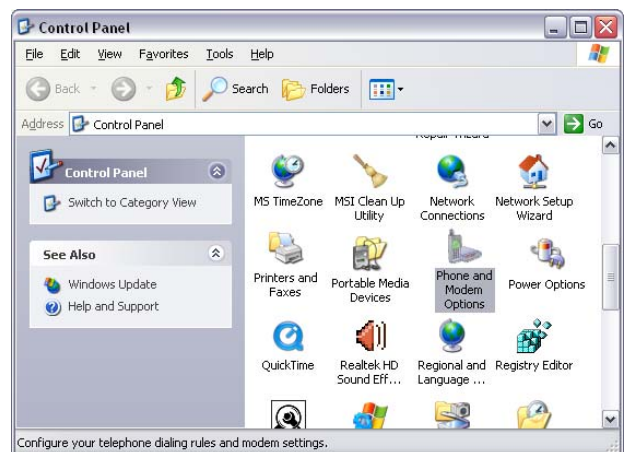 Control Panel
File Edit View Favorites Tools Help
Back Search Folders
Address Control Panel Go
Control Panel
Switch to Category View
See Also
Windows Update
Help and Support
Repair Wizard
MS TimeZone
MSI Clean Up
Utility
Network
Connections
Network Setup
Wizard
Printers and
Faxes
Portable Media
Devices
Phone and
Modem
Options
Power Options
QuickTime
Realtek HD
Sound Eff...
Regional and
Language ...
Registry Editor
Configure your telephone dialing rules and modem settings.